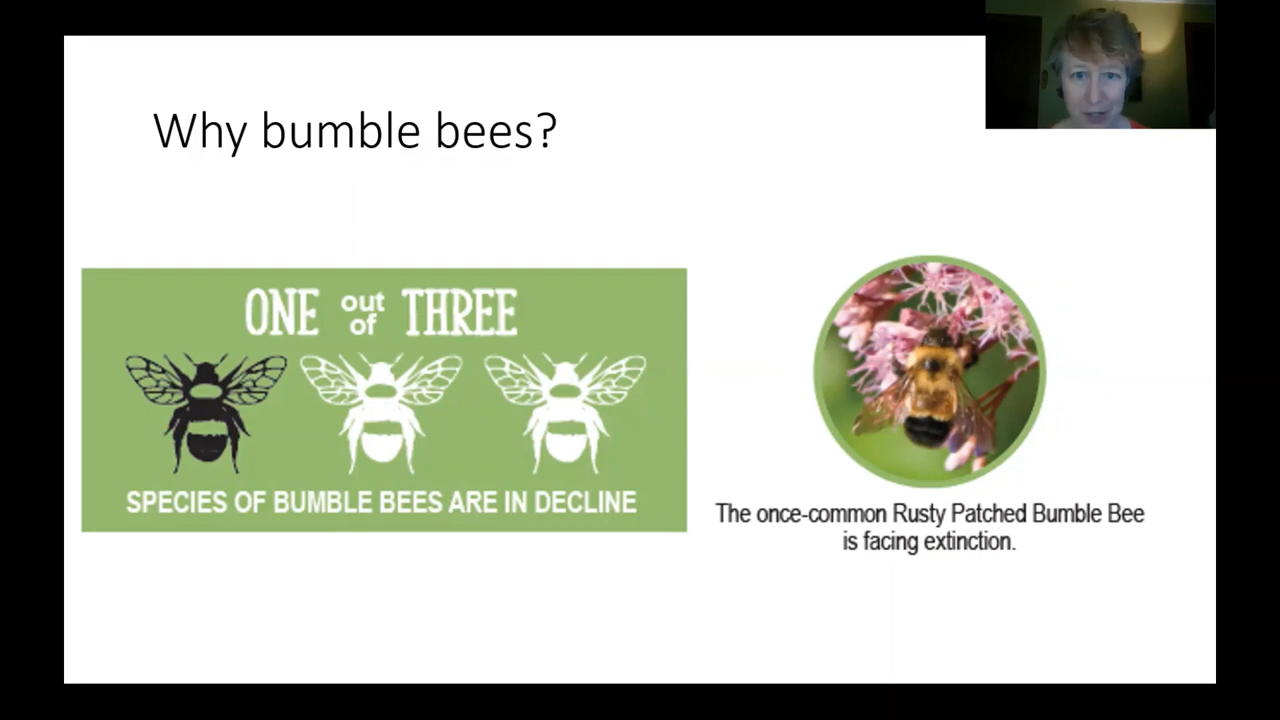 Why bumble bees?
ONE out of THREE
SPECIES OF BUMBLE BEES ARE IN DECLINE
The once-common Rusty Patched Bumble Bee
is facing extinction.